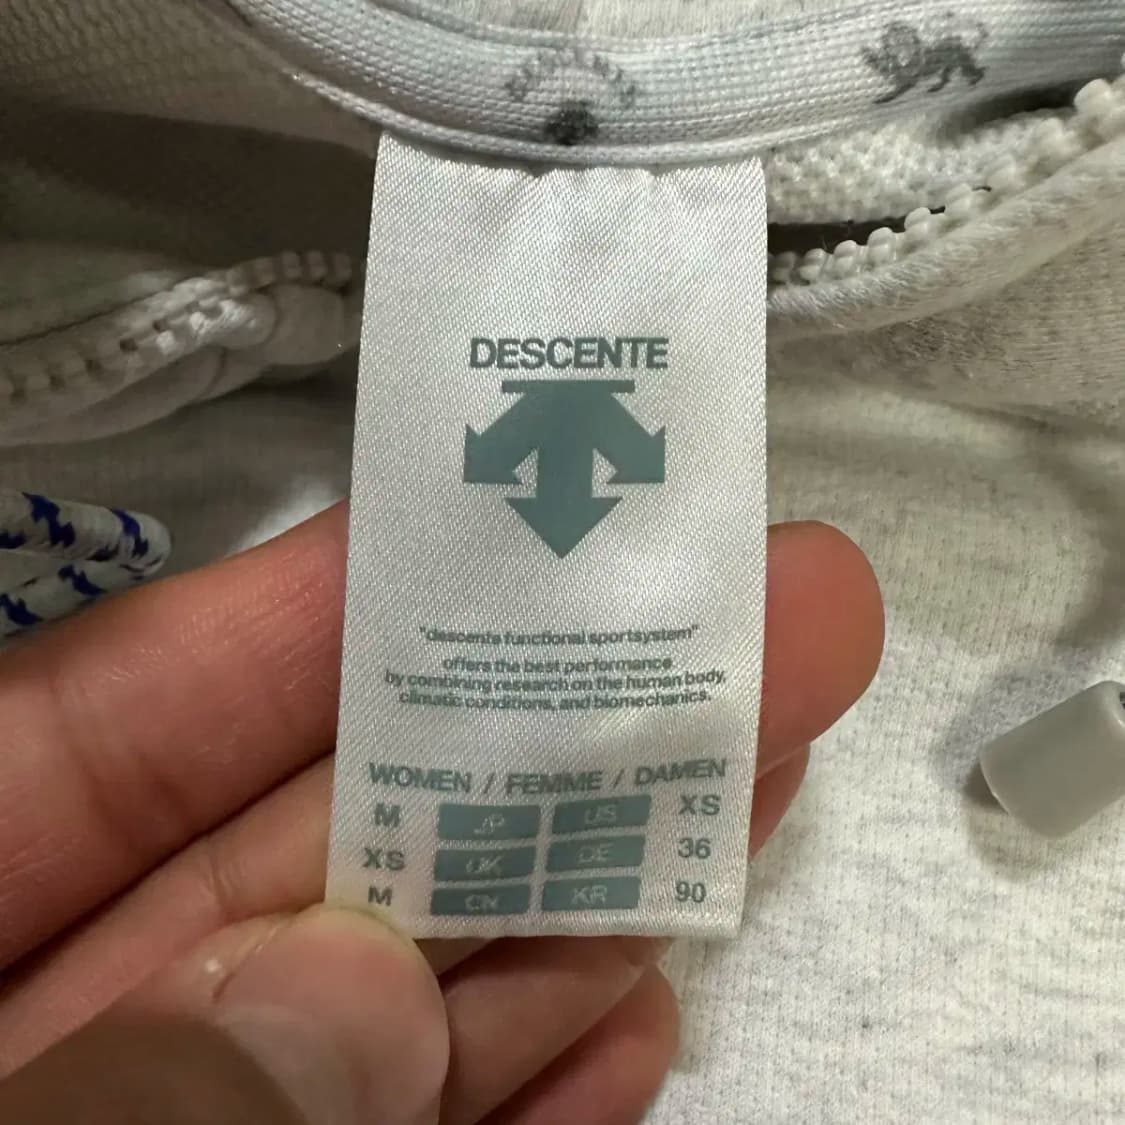 DESCENTE
"descente functional sportsystem"
offers the best performance
by combining research on the human body,
climatic conditions, and biomechanics.
WOMEN / FEMME / DAMEN
M JP US XS
XS UK DE 36
M CN KR 90